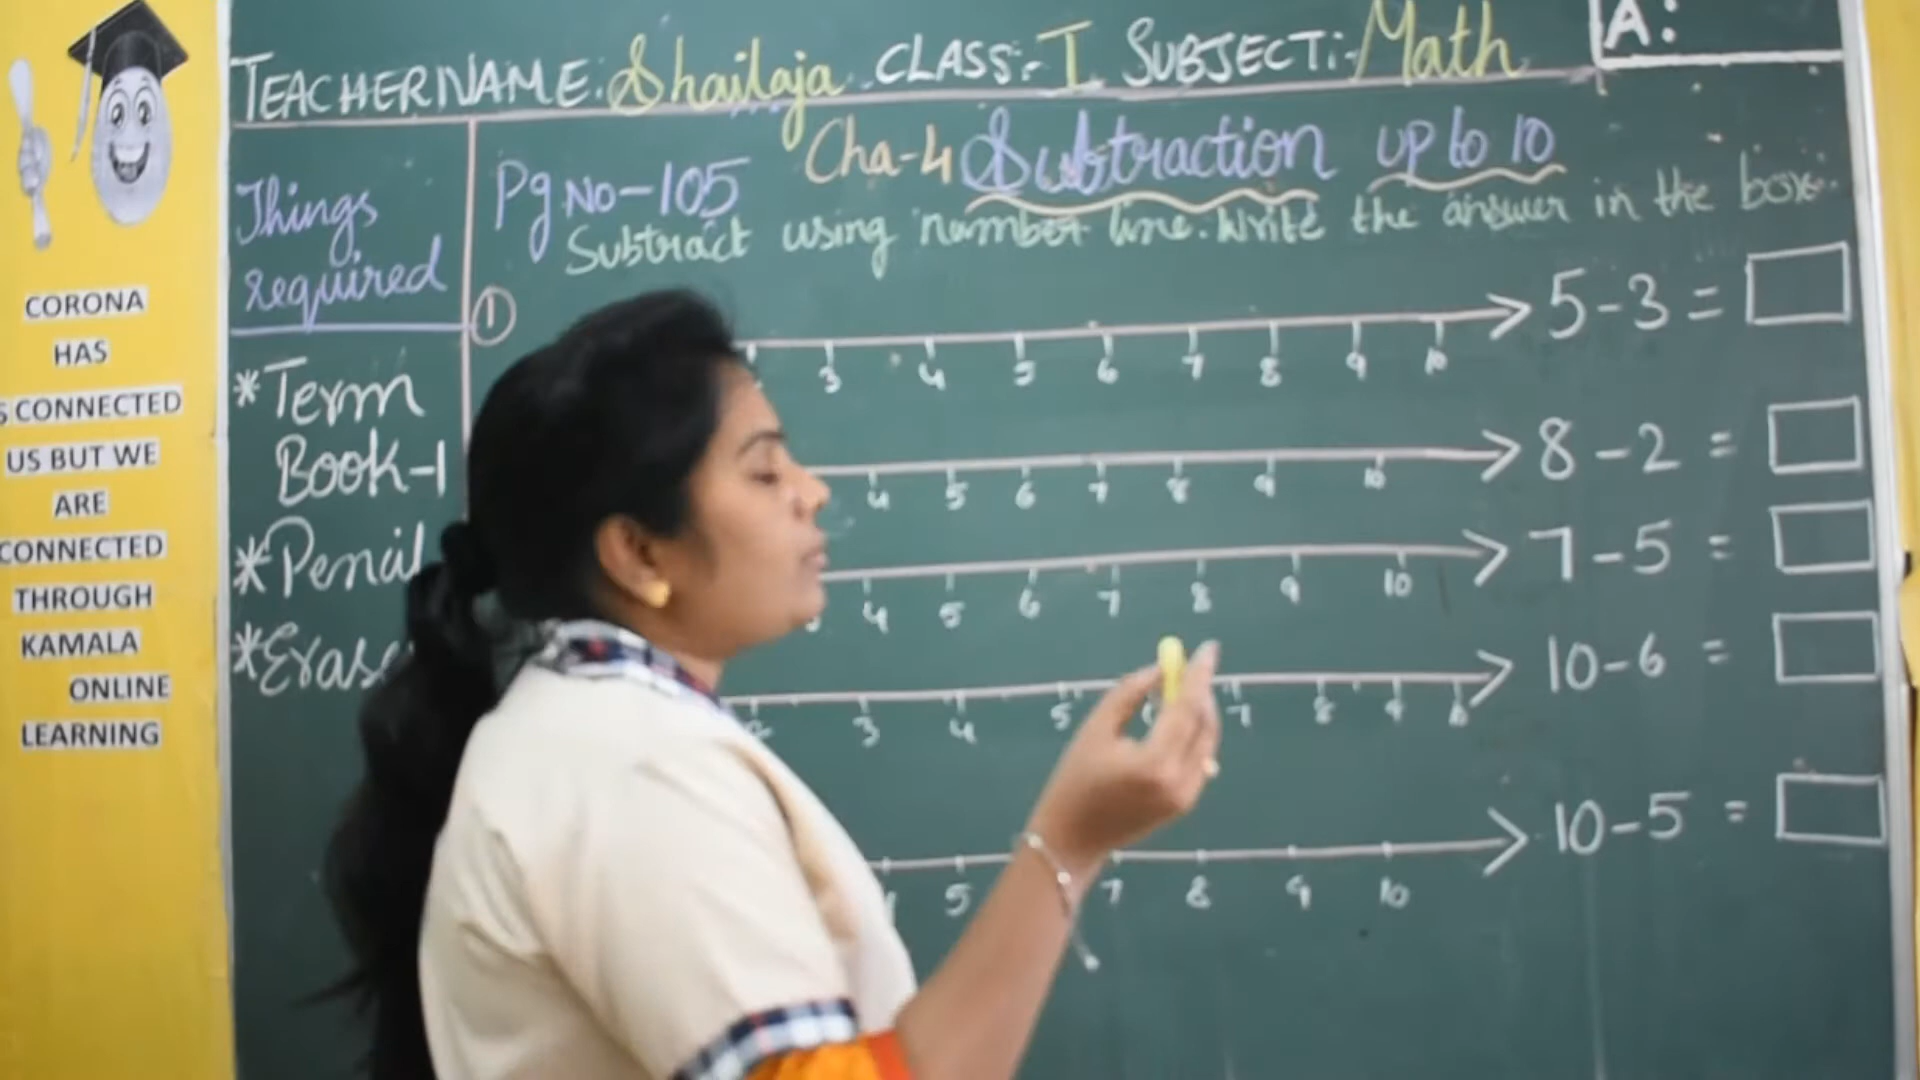 TEACHER NAME: Shailaja CLASS:- I SUBJECT:- Math
A:
Cha-4 Subtraction up to 10
Pg No-105
Subtract using number line. Write the answer in the box.
Things
required
*Term
Book-1
*Pencil
①
3 4 5 6 7 8 9 10
5-3 =
4 5 6 7 8 9 10
8-2 =
4 5 6 7 8 9 10
7-5 =
2 3 4 5 7 8 9 10
10-6 =
5 7 8 9 10
10-5 =
CORONA
HAS
CONNECTED
US BUT WE
ARE
CONNECTED
THROUGH
KAMALA
ONLINE
LEARNING